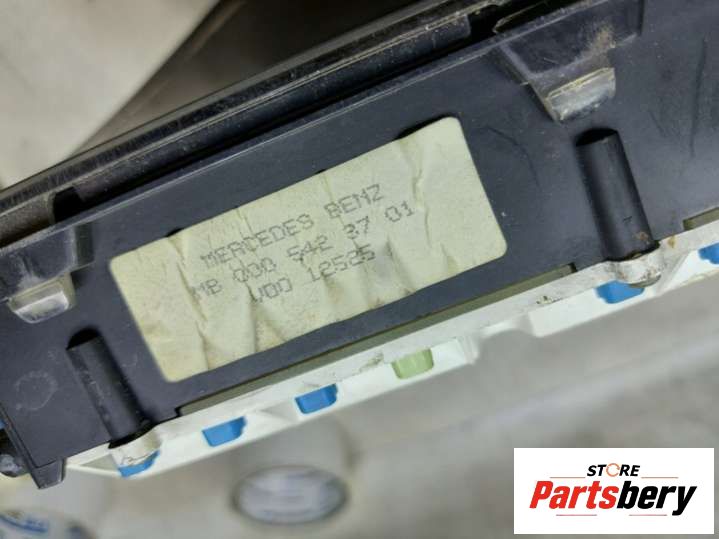 MERCEDES BENZ
MB 000 542 37 01
VDO 12525
STORE
Partsbery